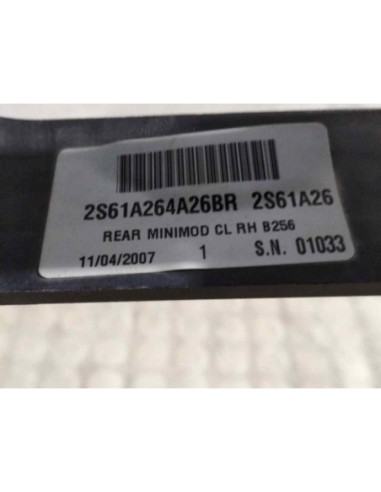 2S61A264A26BR 2S61A26
REAR MINIMOD CL RH B256
11/04/2007 1 S.N. 01033